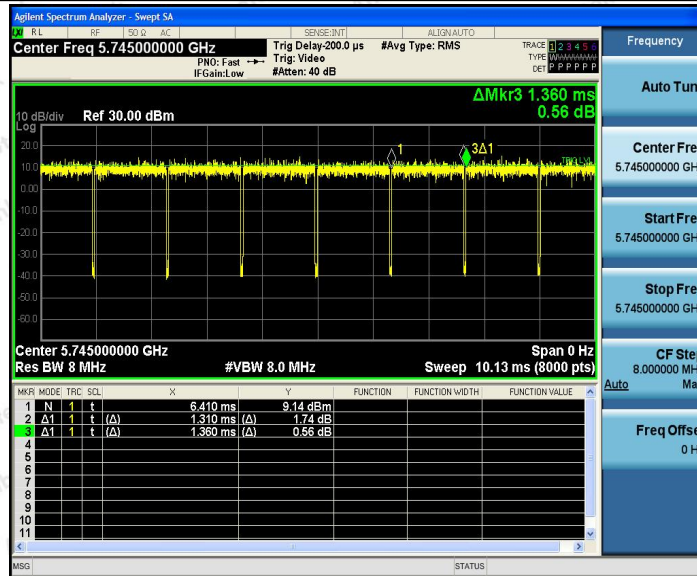 Agilent Spectrum Analyzer - Swept SA
LXI RL RF 50 Ω AC SENSE:INT ALIGNAUTO
Center Freq 5.745000000 GHz
PNO: Fast
IFGain:Low
Trig Delay-200.0 µs
Trig: Video
#Atten: 40 dB
#Avg Type: RMS
TRACE 1 2 3 4 5 6
TYPE
DET P P P P P P
ΔMkr3 1.360 ms
0.56 dB
10 dB/div Ref 30.00 dBm
Log
20.0
10.0
0.00
-10.0
-20.0
-30.0
-40.0
-50.0
-60.0
1
3Δ1
TRIG LVL
Center 5.745000000 GHz Span 0 Hz
Res BW 8 MHz #VBW 8.0 MHz Sweep 10.13 ms (8000 pts)
MKR MODE TRC SCL X Y FUNCTION FUNCTION WIDTH FUNCTION VALUE
1 N 1 t 6.410 ms 9.14 dBm
2 Δ1 1 t (Δ) 1.310 ms (Δ) 1.74 dB
3 Δ1 1 t (Δ) 1.360 ms (Δ) 0.56 dB
4
5
6
7
8
9
10
11
MSG STATUS
Frequency
Auto Tun
Center Fre
5.745000000 GH
Start Fre
5.745000000 GH
Stop Fre
5.745000000 GH
CF Ste
8.000000 MH
Auto Ma
Freq Offse
0 H